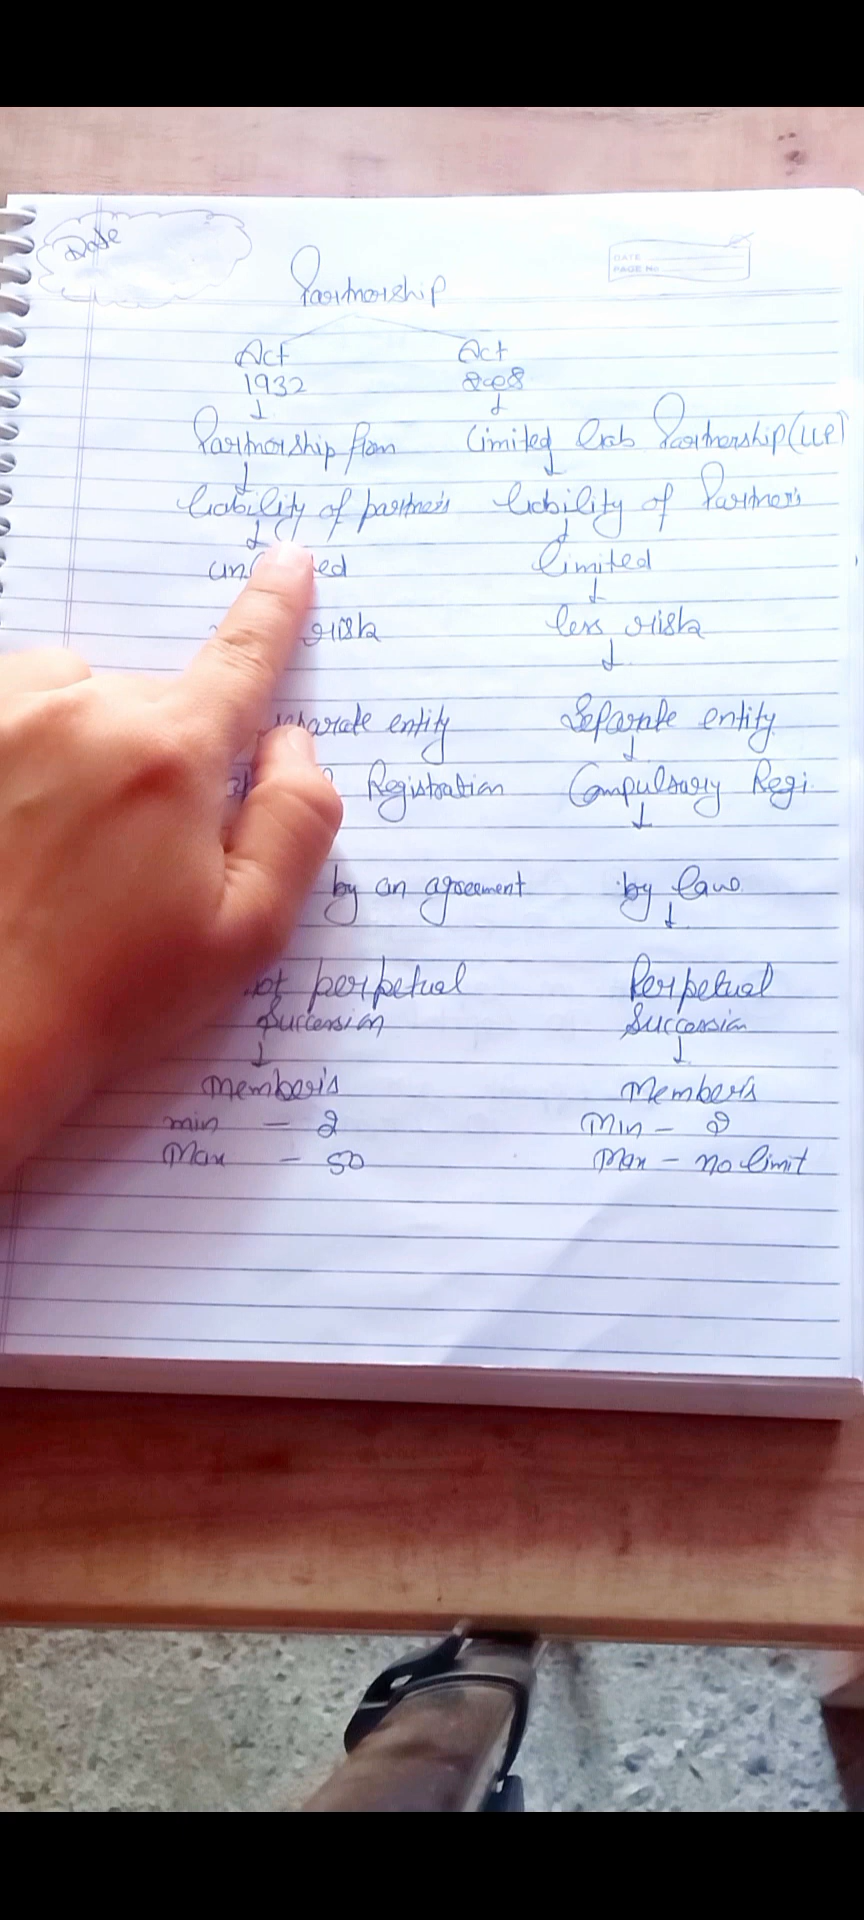 Date
DATE
PAGE No
Partnership
Act Act
1932 2008
Partnership firm Limited Liab Partnership (LLP)
liability of partners liability of Partners
limited
risk less risk
separate entity Separate entity
Registration Compulsory Regi.
by an agreement by law
perpetual Perpetual
Succession Succession
Members Members
min - 2 Min - 2
Max - 50 Max - no limit